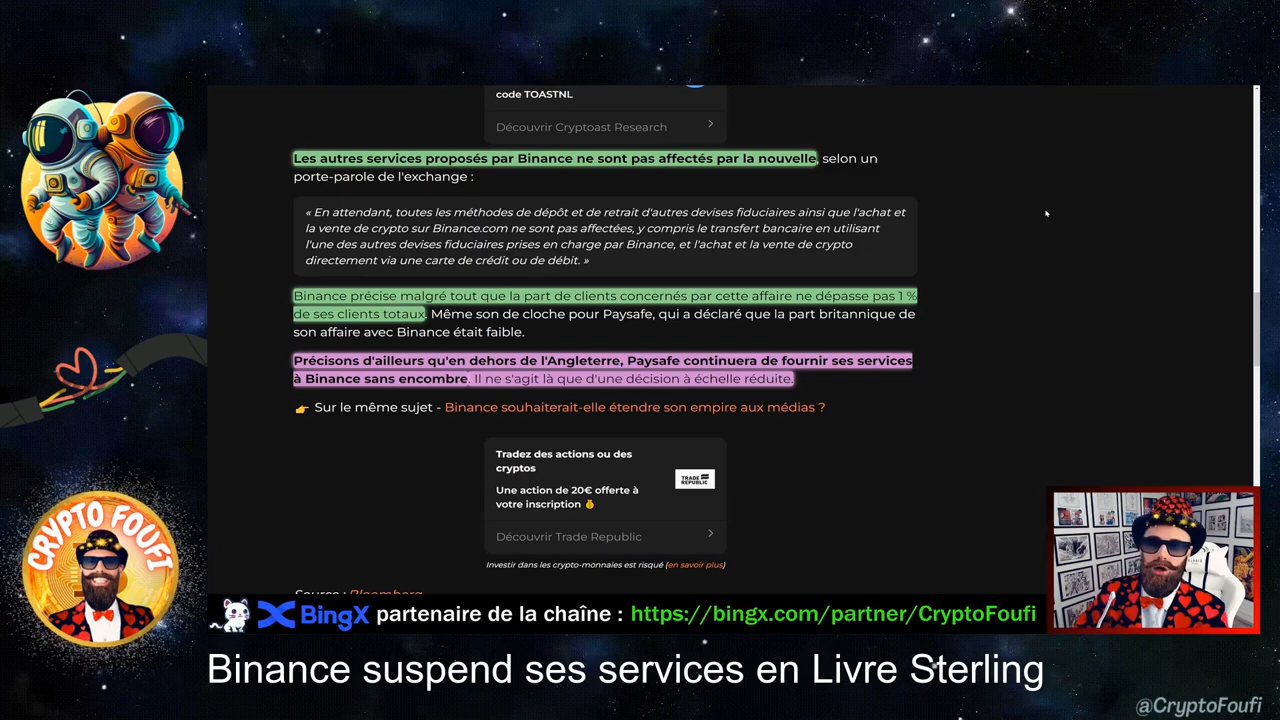 code TOASTNL
Découvrir Cryptoast Research
Les autres services proposés par Binance ne sont pas affectés par la nouvelle, selon un
porte-parole de l'exchange :
« En attendant, toutes les méthodes de dépôt et de retrait d'autres devises fiduciaires ainsi que l'achat et
la vente de crypto sur Binance.com ne sont pas affectées, y compris le transfert bancaire en utilisant
l'une des autres devises fiduciaires prises en charge par Binance, et l'achat et la vente de crypto
directement via une carte de crédit ou de débit. »
Binance précise malgré tout que la part de clients concernés par cette affaire ne dépasse pas 1 %
de ses clients totaux. Même son de cloche pour Paysafe, qui a déclaré que la part britannique de
son affaire avec Binance était faible.
Précisons d'ailleurs qu'en dehors de l'Angleterre, Paysafe continuera de fournir ses services
à Binance sans encombre. Il ne s'agit là que d'une décision à échelle réduite.
👉 Sur le même sujet - Binance souhaiterait-elle étendre son empire aux médias ?
Tradez des actions ou des
cryptos
Une action de 20€ offerte à
votre inscription 💰
TRADE
REPUBLIC
Découvrir Trade Republic
Investir dans les crypto-monnaies est risqué (en savoir plus)
Source : Bloomberg
CRYPTO FOUFI
BingX partenaire de la chaîne : https://bingx.com/partner/CryptoFoufi
Binance suspend ses services en Livre Sterling
@CryptoFoufi